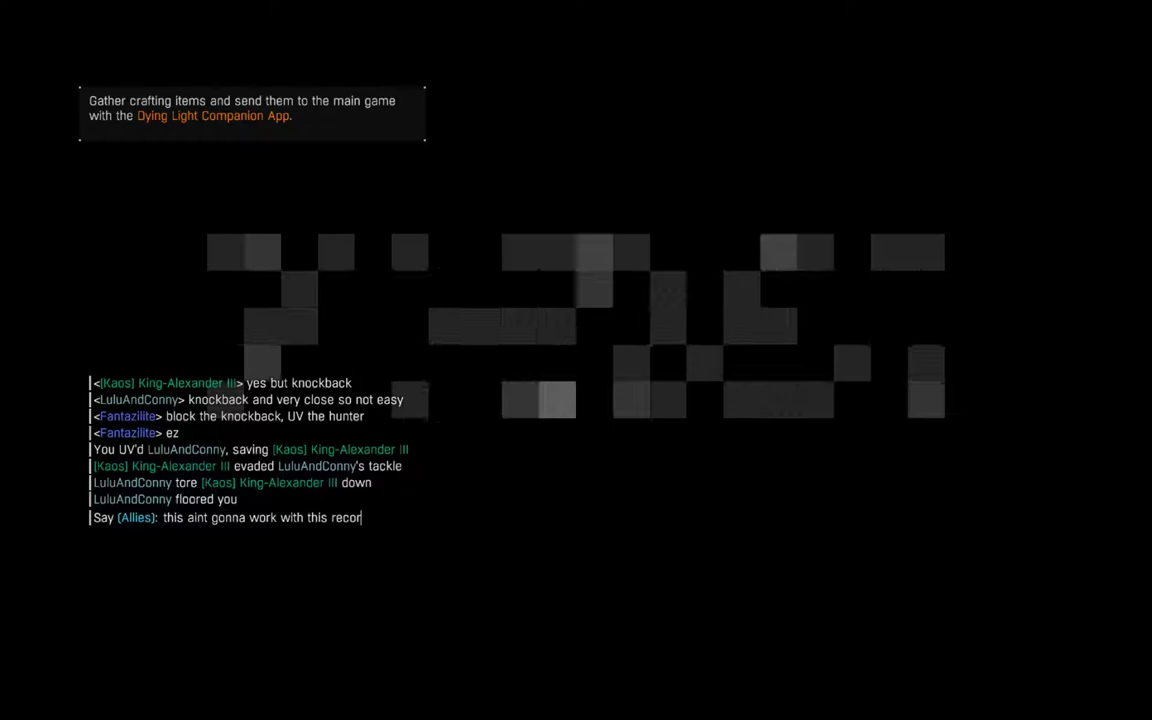 Gather crafting items and send them to the main game
with the Dying Light Companion App.
<[Kaos] King-Alexander III> yes but knockback
<LuluAndConny> knockback and very close so not easy
<Fantazilite> block the knockback, UV the hunter
<Fantazilite> ez
You UV'd LuluAndConny, saving [Kaos] King-Alexander III
[Kaos] King-Alexander III evaded LuluAndConny's tackle
LuluAndConny tore [Kaos] King-Alexander III down
LuluAndConny floored you
Say (Allies): this aint gonna work with this recor